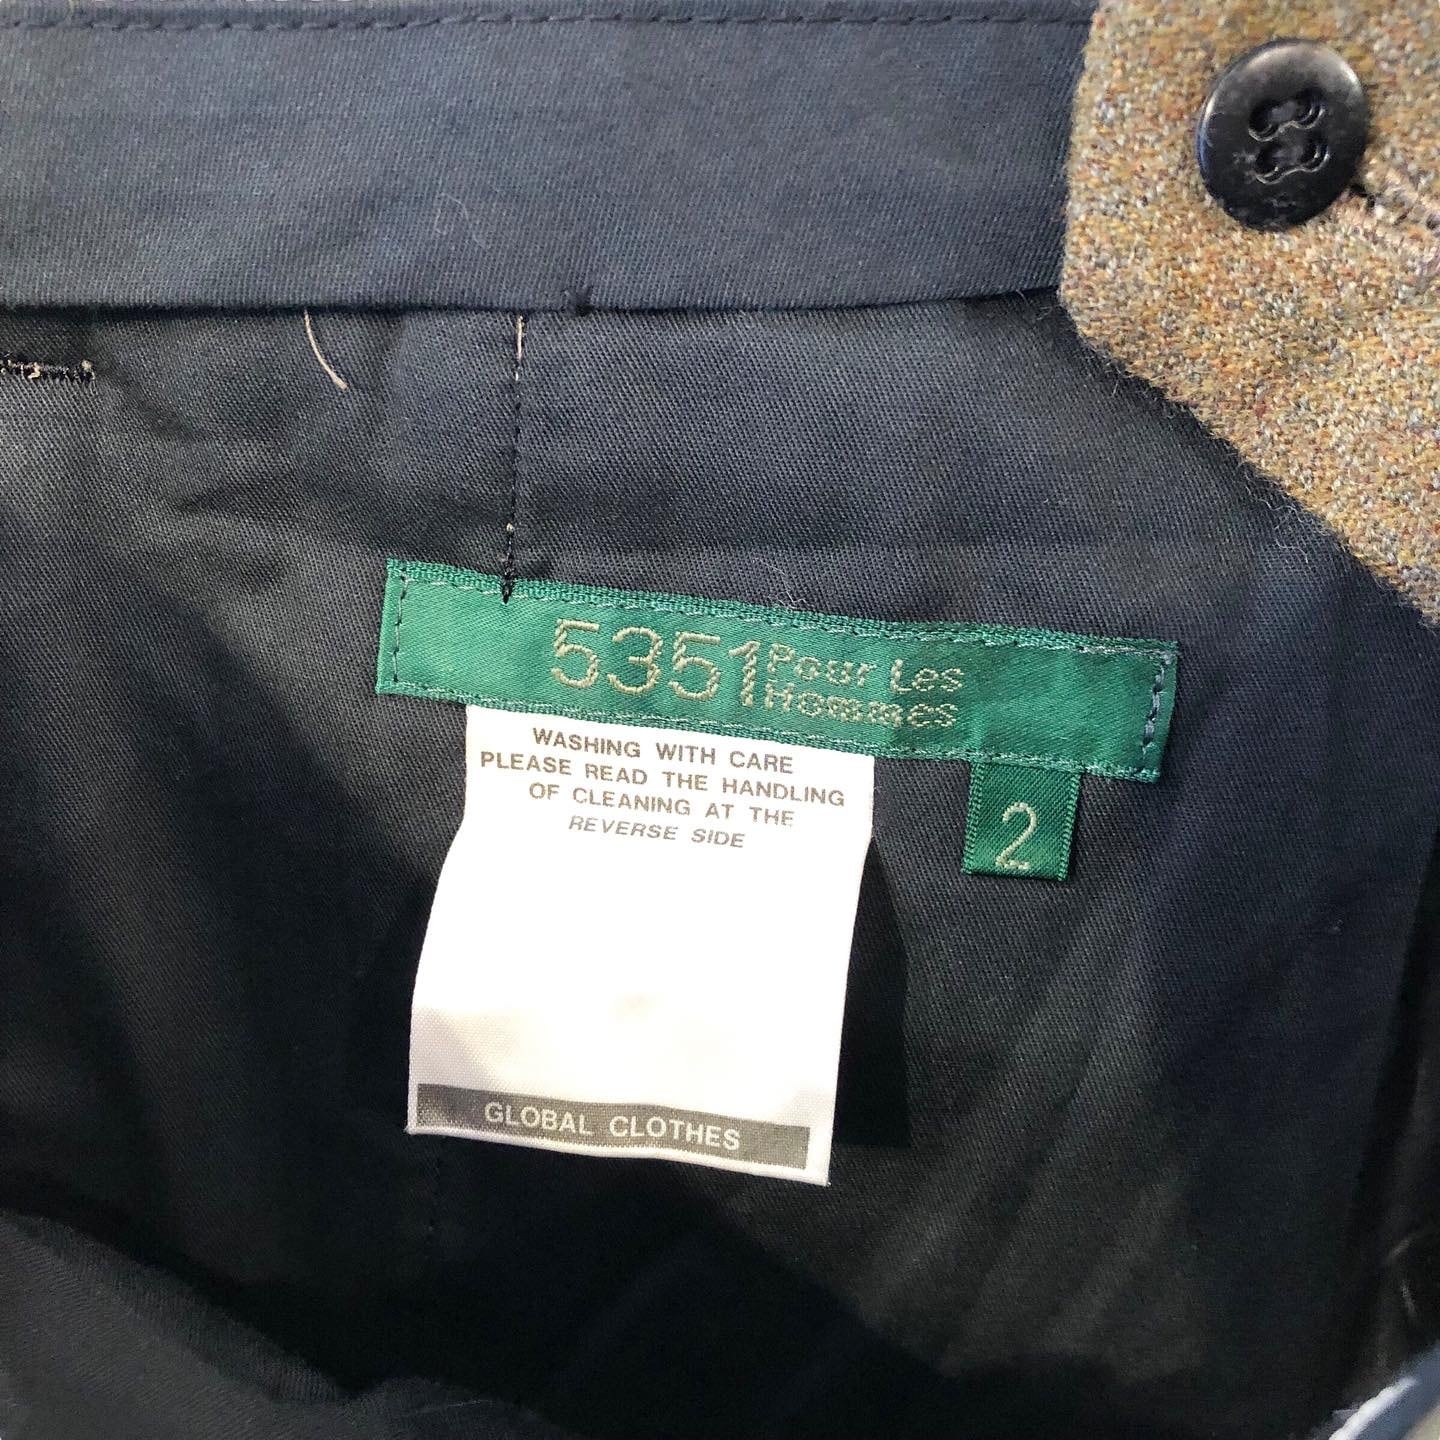 5351 Pour Les Hommes
WASHING WITH CARE
PLEASE READ THE HANDLING
OF CLEANING AT THE
REVERSE SIDE
2
GLOBAL CLOTHES